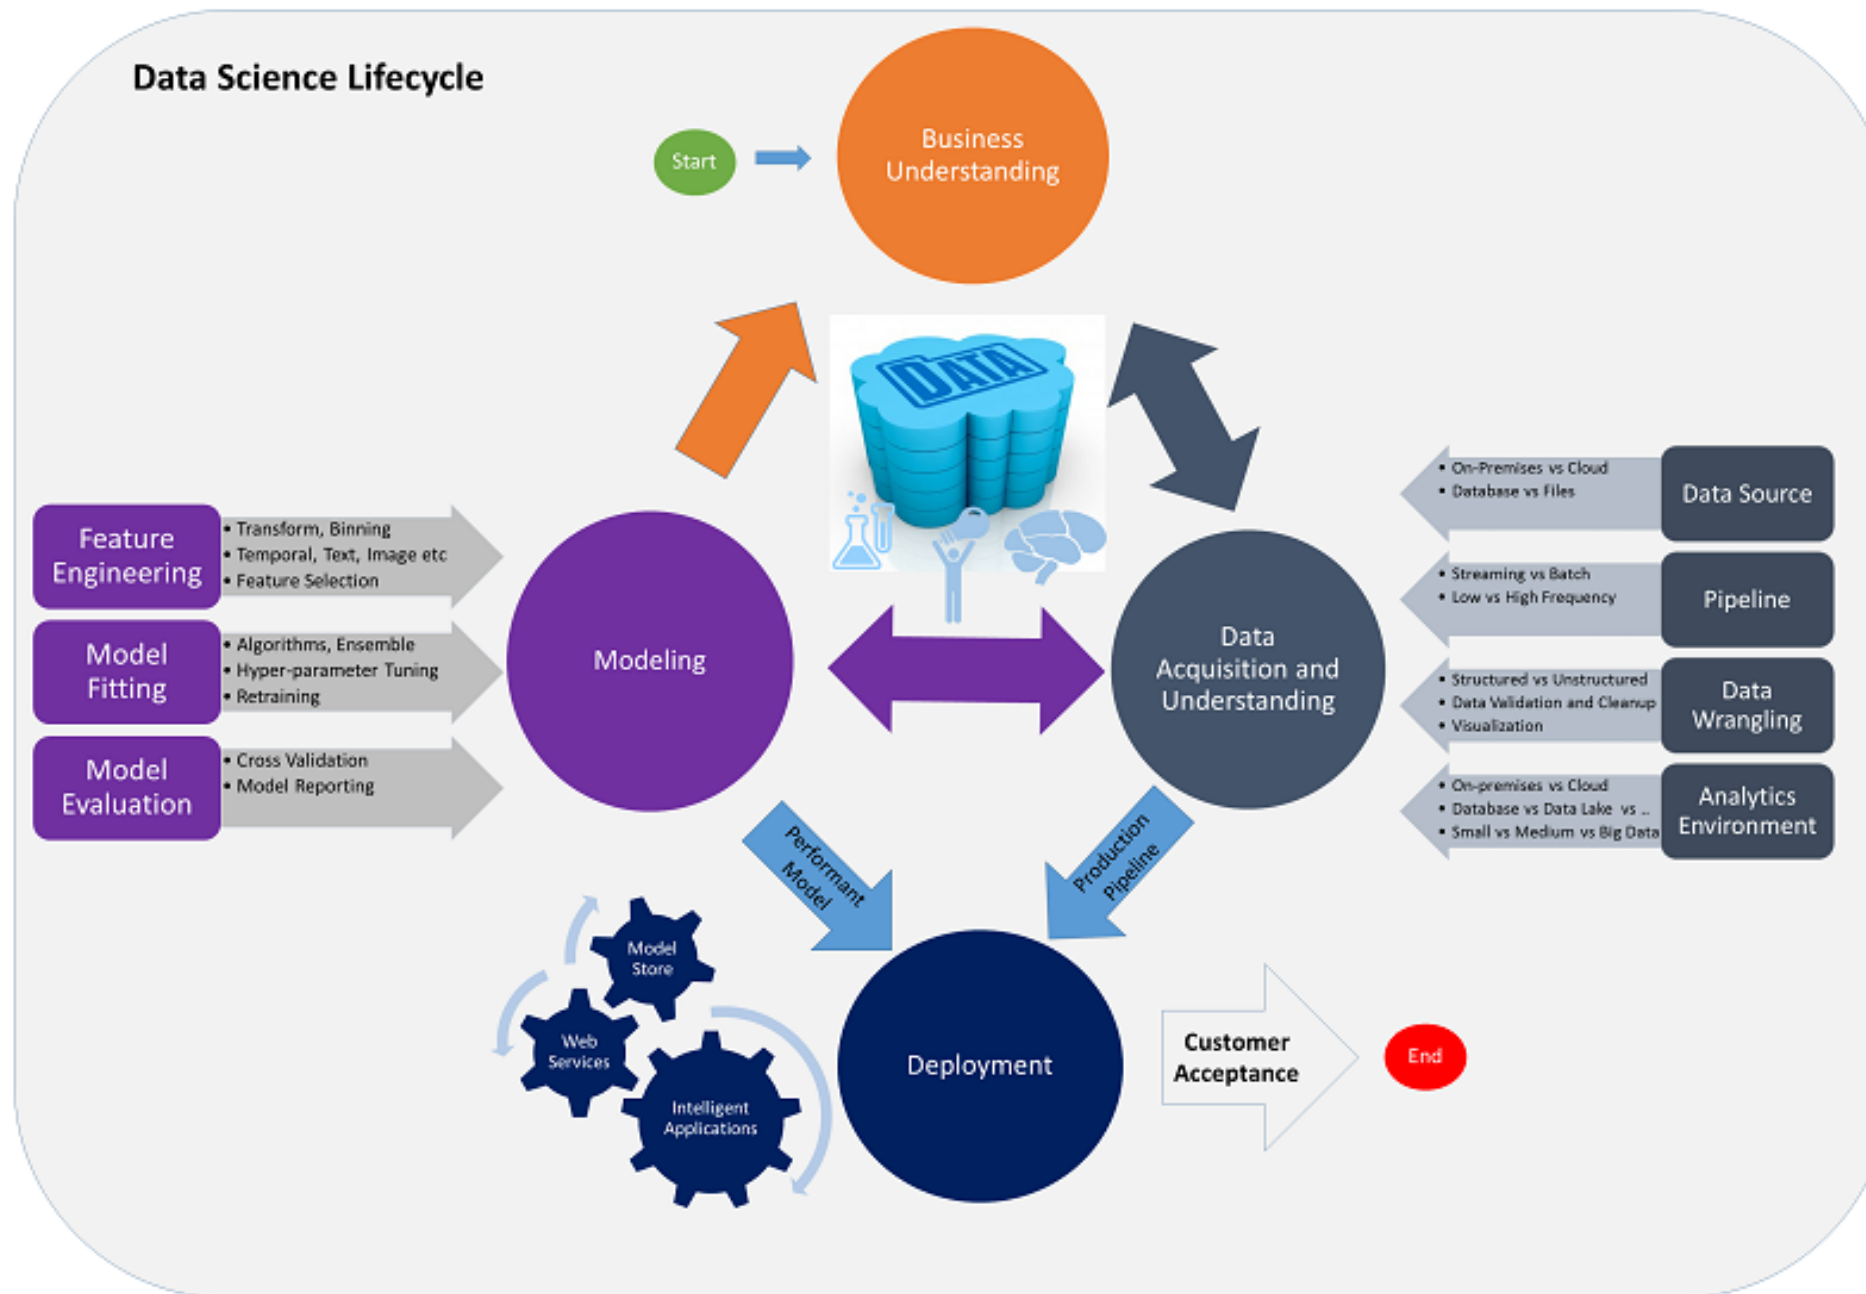 Data Science Lifecycle
Start
Business
Understanding
DATA
Feature
Engineering
• Transform, Binning
• Temporal, Text, Image etc
• Feature Selection
Model
Fitting
• Algorithms, Ensemble
• Hyper-parameter Tuning
• Retraining
Model
Evaluation
• Cross Validation
• Model Reporting
Modeling
Data
Acquisition and
Understanding
• On-Premises vs Cloud
• Database vs Files
Data Source
• Streaming vs Batch
• Low vs High Frequency
Pipeline
• Structured vs Unstructured
• Data Validation and Cleanup
• Visualization
Data
Wrangling
• On-premises vs Cloud
• Database vs Data Lake vs ..
• Small vs Medium vs Big Data
Analytics
Environment
Performant
Model
Production
Pipeline
Model
Store
Web
Services
Intelligent
Applications
Deployment
Customer
Acceptance
End